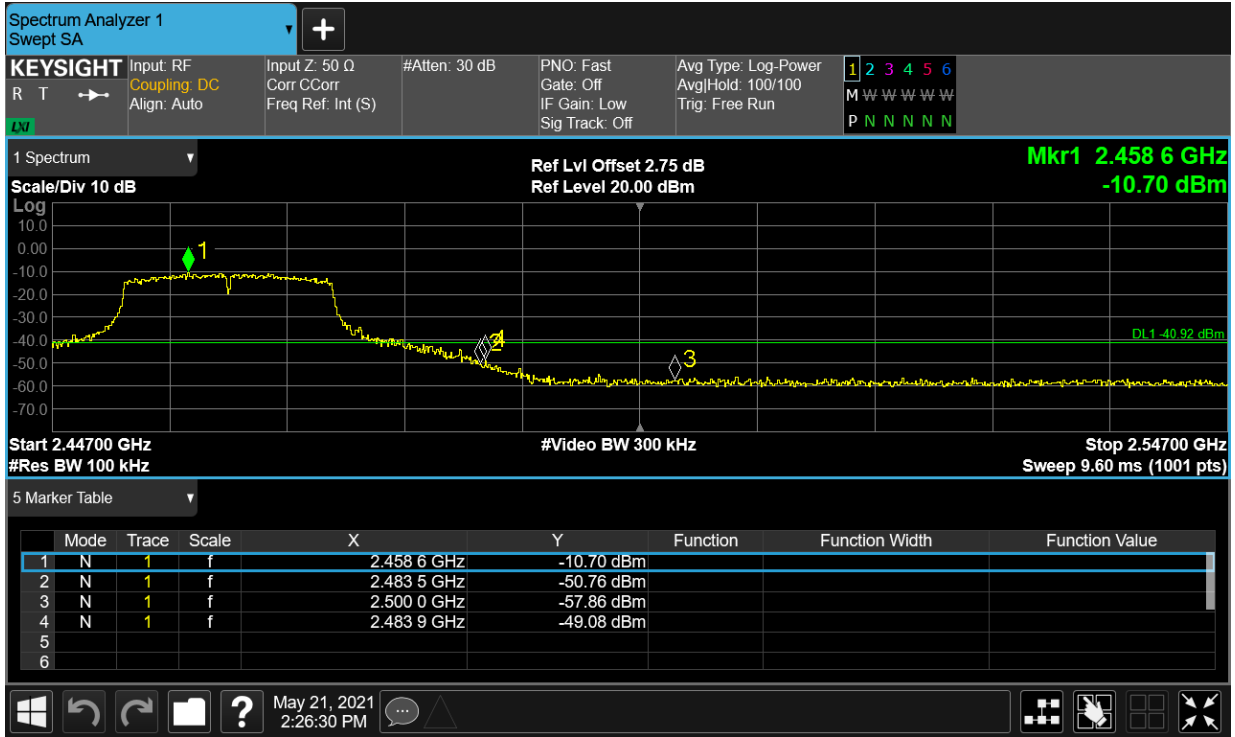 Spectrum Analyzer 1
Swept SA
+
KEYSIGHT
R T
LXI
Input: RF
Coupling: DC
Align: Auto
Input Z: 50 Ω
Corr CCorr
Freq Ref: Int (S)
#Atten: 30 dB
PNO: Fast
Gate: Off
IF Gain: Low
Sig Track: Off
Avg Type: Log-Power
Avg|Hold: 100/100
Trig: Free Run
1 2 3 4 5 6
M W W W W W
P N N N N N
1 Spectrum
Scale/Div 10 dB
Ref Lvl Offset 2.75 dB
Ref Level 20.00 dBm
Mkr1 2.458 6 GHz
-10.70 dBm
Log
10.0
0.00
-10.0
-20.0
-30.0
-40.0
-50.0
-60.0
-70.0
1
2
4
3
DL1 -40.92 dBm
Start 2.44700 GHz
#Video BW 300 kHz
Stop 2.54700 GHz
#Res BW 100 kHz
Sweep 9.60 ms (1001 pts)
5 Marker Table
Mode Trace Scale X Y Function Function Width Function Value
1 N 1 f 2.458 6 GHz -10.70 dBm
2 N 1 f 2.483 5 GHz -50.76 dBm
3 N 1 f 2.500 0 GHz -57.86 dBm
4 N 1 f 2.483 9 GHz -49.08 dBm
5
6
?
May 21, 2021
2:26:30 PM